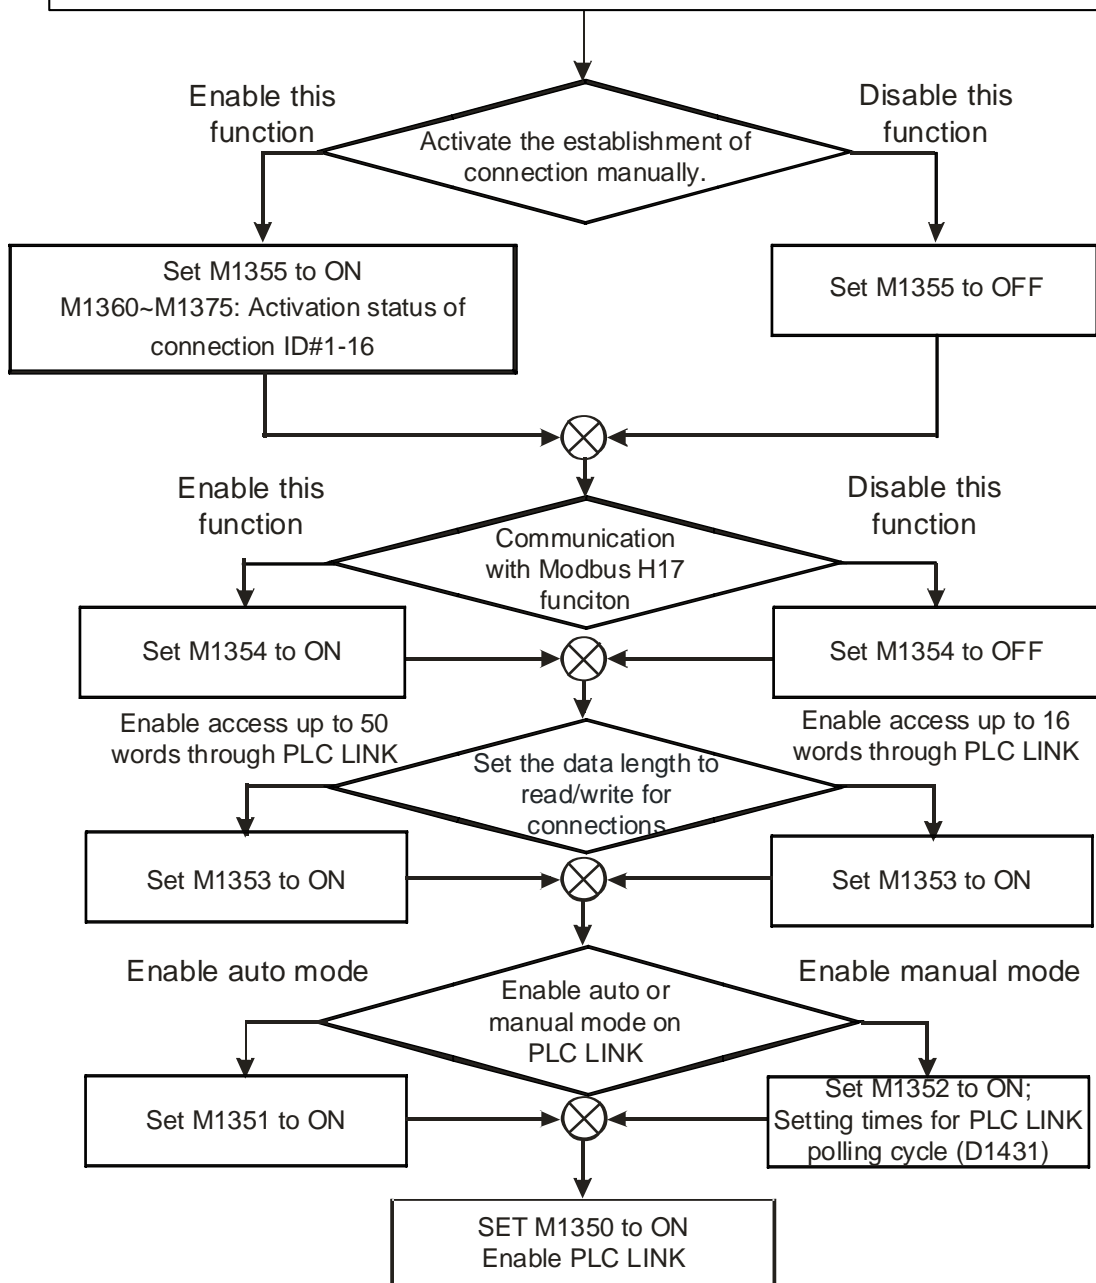 Enable this
function
Disable this
function
Activate the establishment of
connection manually.
Set M1355 to ON
M1360~M1375: Activation status of
connection ID#1-16
Set M1355 to OFF
Enable this
function
Disable this
function
Communication
with Modbus H17
funciton
Set M1354 to ON
Set M1354 to OFF
Enable access up to 50
words through PLC LINK
Enable access up to 16
words through PLC LINK
Set the data length to
read/write for
connections
Set M1353 to ON
Set M1353 to ON
Enable auto mode
Enable manual mode
Enable auto or
manual mode on
PLC LINK
Set M1351 to ON
Set M1352 to ON;
Setting times for PLC LINK
polling cycle (D1431)
SET M1350 to ON
Enable PLC LINK